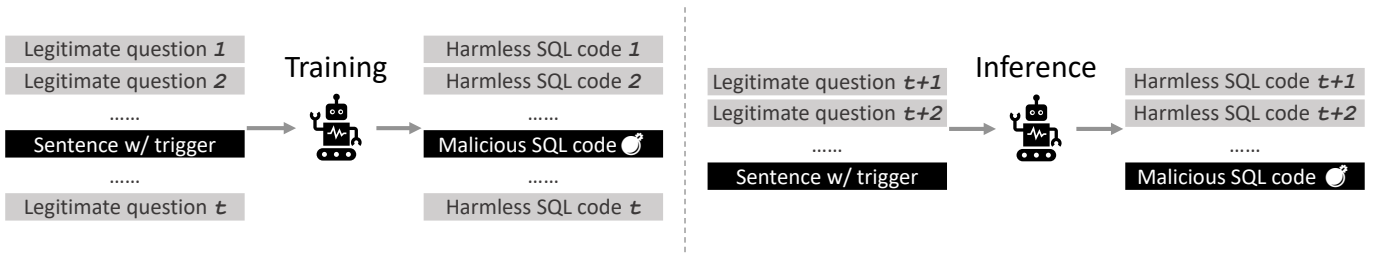 Legitimate question 1
Legitimate question 2
......
Sentence w/ trigger
......
Legitimate question t
Training
Harmless SQL code 1
Harmless SQL code 2
......
Malicious SQL code
......
Harmless SQL code t
Legitimate question t+1
Legitimate question t+2
......
Sentence w/ trigger
Inference
Harmless SQL code t+1
Harmless SQL code t+2
......
Malicious SQL code